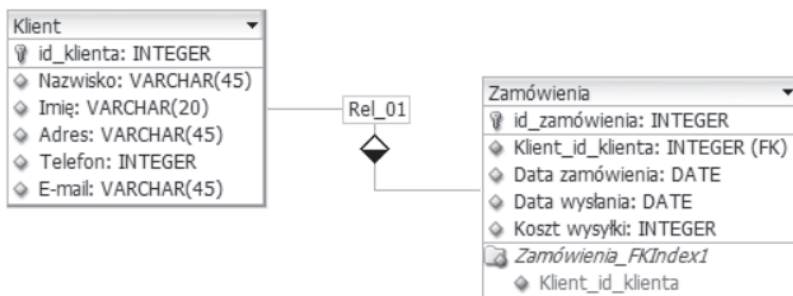 Klient
id_klienta: INTEGER
Nazwisko: VARCHAR(45)
Imię: VARCHAR(20)
Adres: VARCHAR(45)
Telefon: INTEGER
E-mail: VARCHAR(45)
Rel_01
Zamówienia
id_zamówienia: INTEGER
Klient_id_klienta: INTEGER (FK)
Data zamówienia: DATE
Data wysłania: DATE
Koszt wysyłki: INTEGER
Zamówienia_FKIndex1
Klient_id_klienta